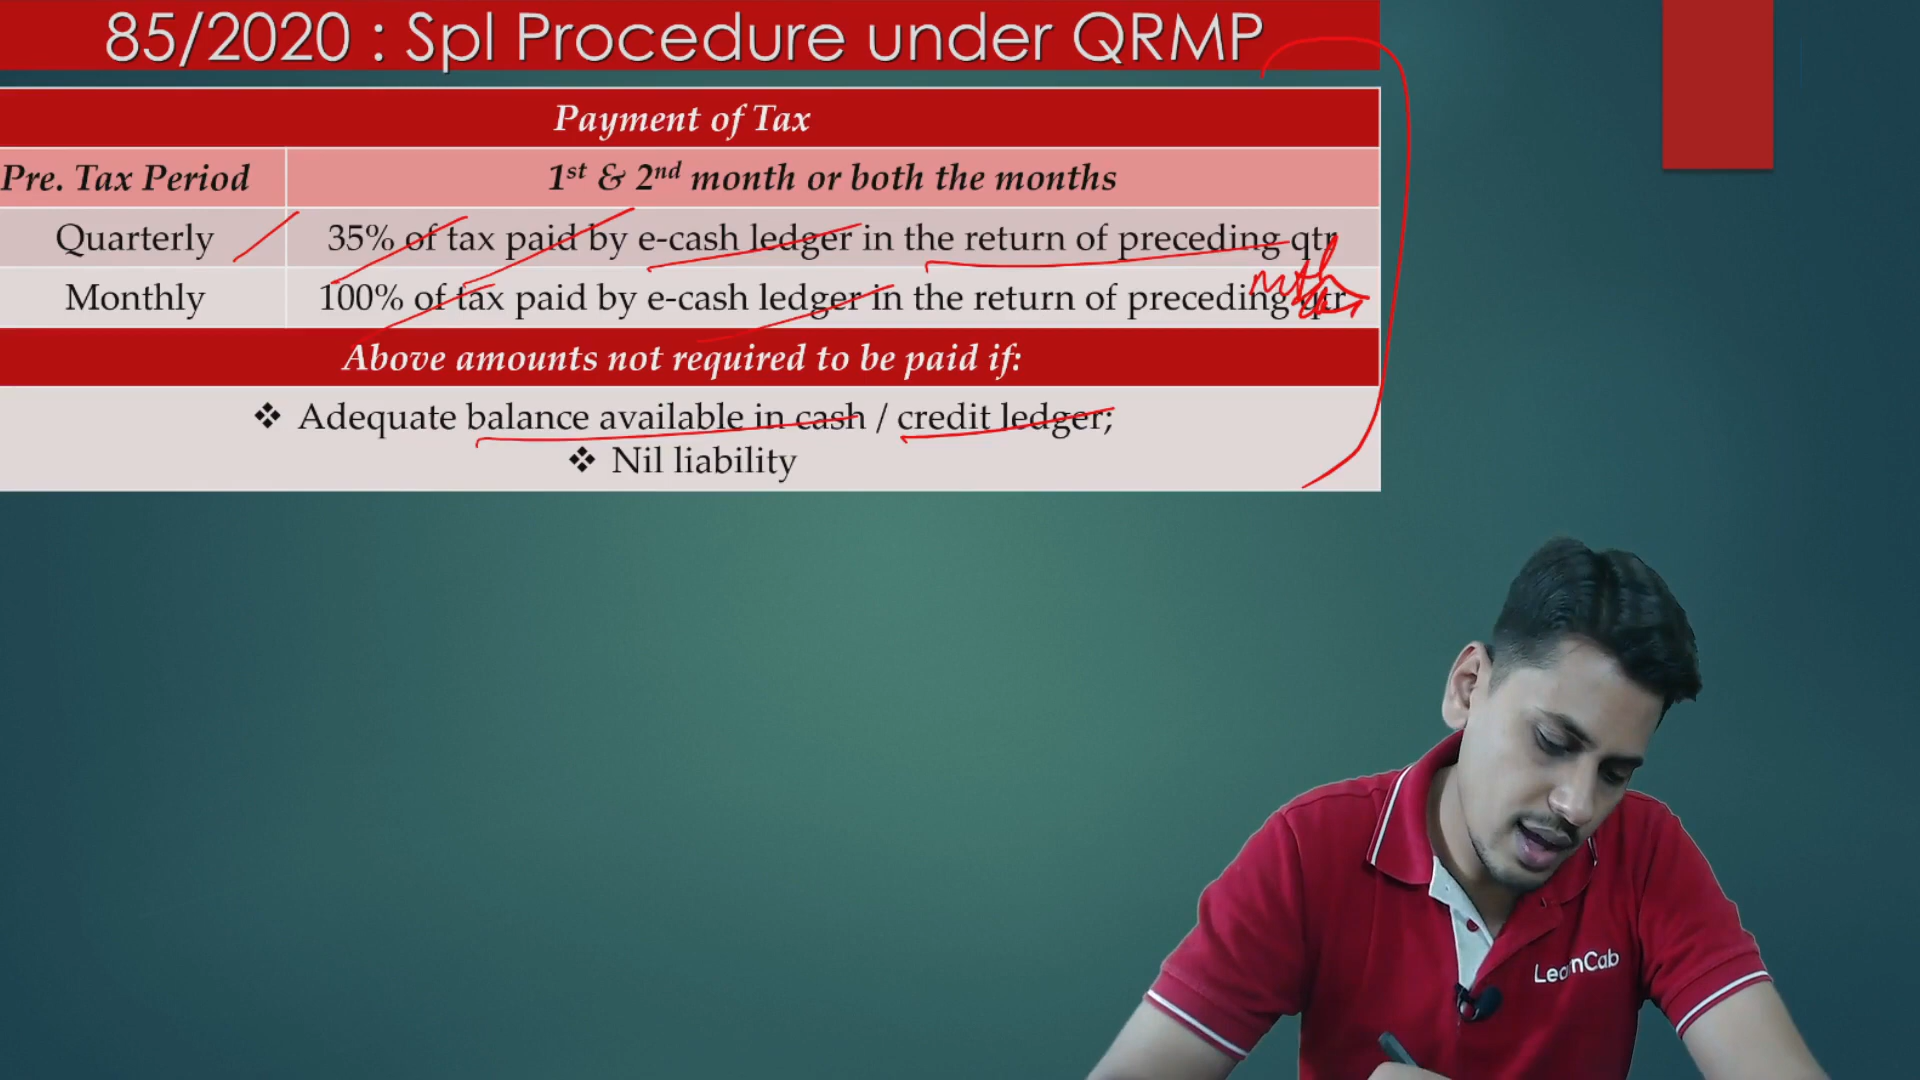 85/2020 : Spl Procedure under QRMP
Payment of Tax
Pre. Tax Period 1st & 2nd month or both the months
Quarterly 35% of tax paid by e-cash ledger in the return of preceding qtr
mth
Monthly 100% of tax paid by e-cash ledger in the return of preceding qtr
Above amounts not required to be paid if:
❖ Adequate balance available in cash / credit ledger;
❖ Nil liability
LearnCab